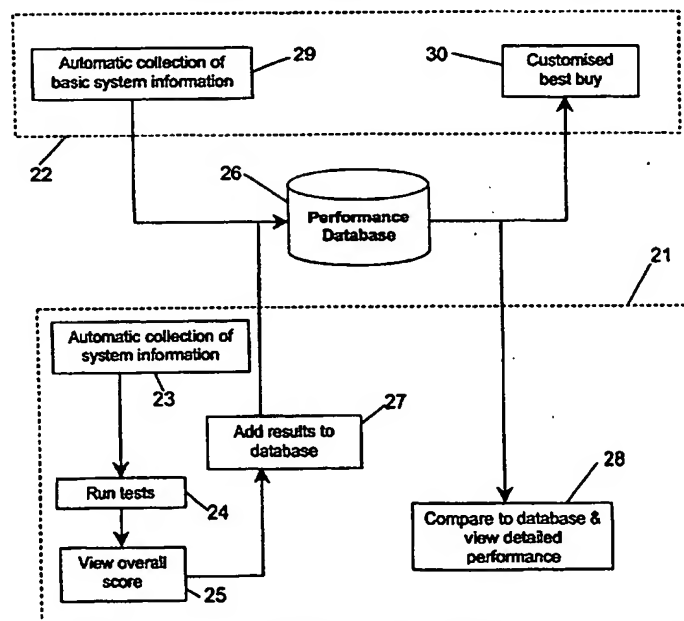 Automatic collection of
basic system information
29
30
Customised
best buy
22
26
Performance
Database
21
Automatic collection of
system information
23
27
Add results to
database
28
Run tests
24
Compare to database &
view detailed
performance
View overall
score
25